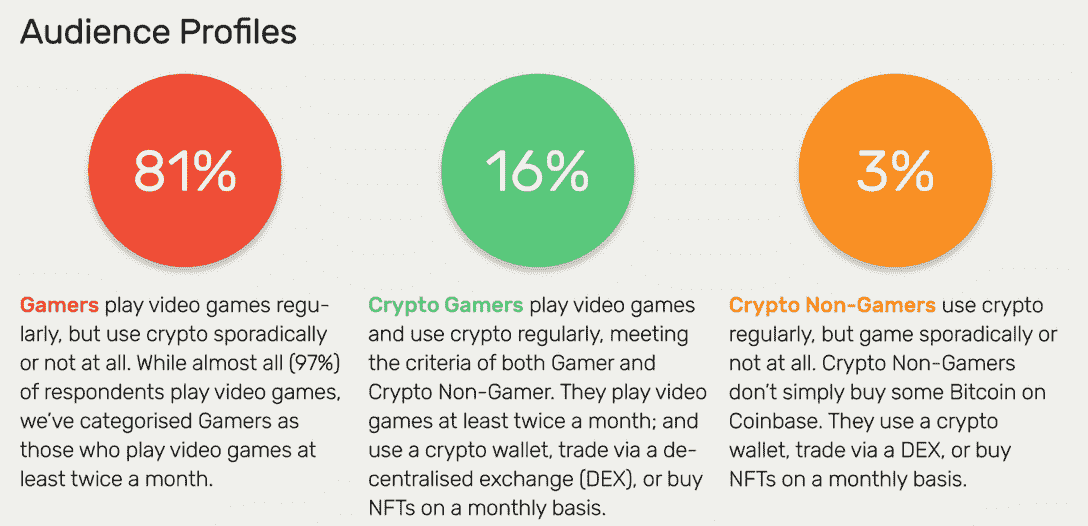 Audience Profiles
81%
16%
3%
Gamers play video games regu-
larly, but use crypto sporadically
or not at all. While almost all (97%)
of respondents play video games,
we've categorised Gamers as
those who play video games at
least twice a month.
Crypto Gamers play video games
and use crypto regularly, meeting
the criteria of both Gamer and
Crypto Non-Gamer. They play video
games at least twice a month; and
use a crypto wallet, trade via a de-
centralised exchange (DEX), or buy
NFTs on a monthly basis.
Crypto Non-Gamers use crypto
regularly, but game sporadically or
not at all. Crypto Non-Gamers
don't simply buy some Bitcoin on
Coinbase. They use a crypto
wallet, trade via a DEX, or buy
NFTs on a monthly basis.